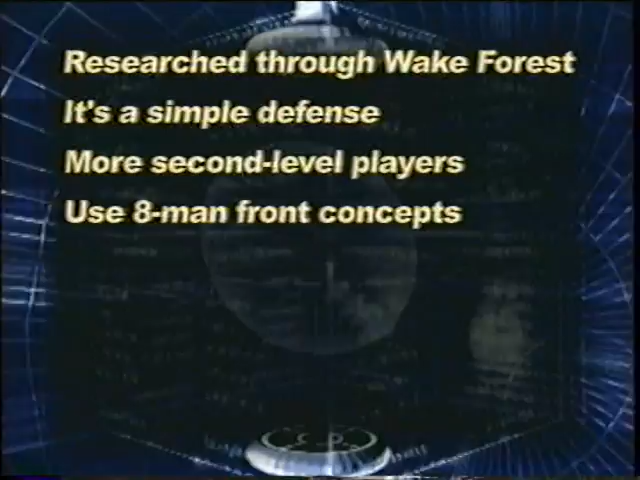 Researched through Wake Forest
It's a simple defense
More second-level players
Use 8-man front concepts